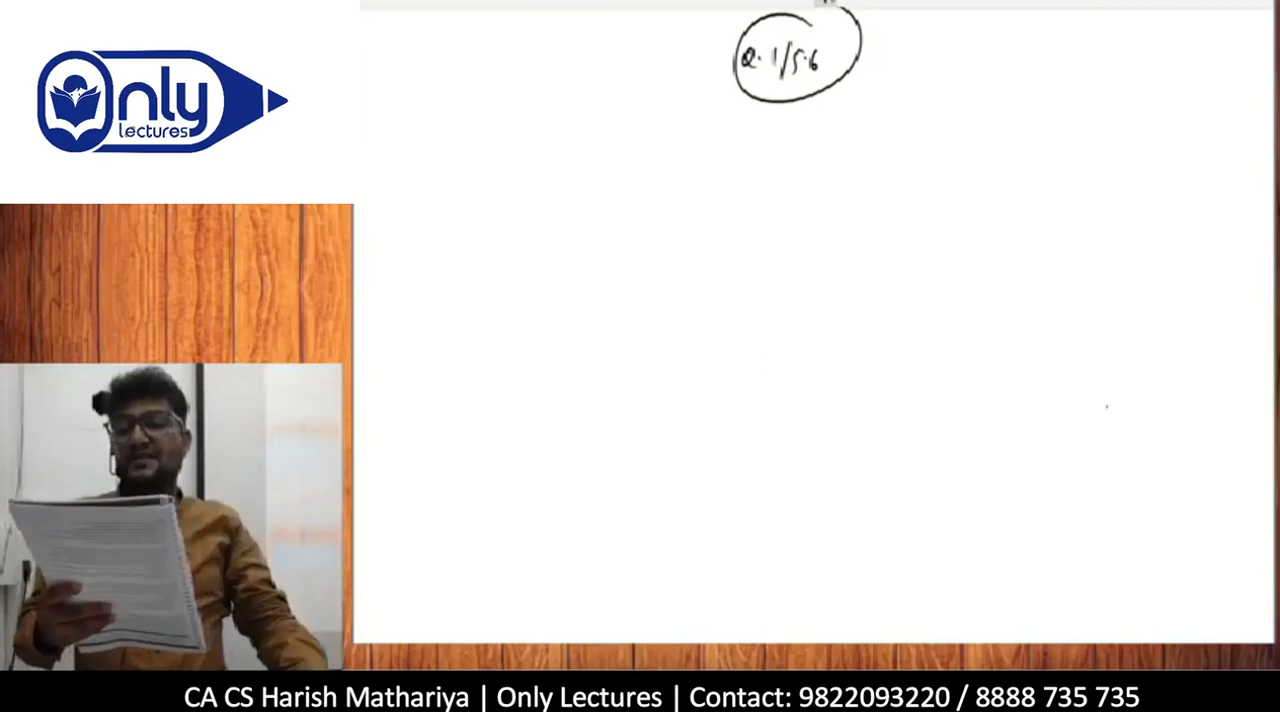 Only
lectures
Q.1/5.6
CA CS Harish Mathariya | Only Lectures | Contact: 9822093220 / 8888 735 735